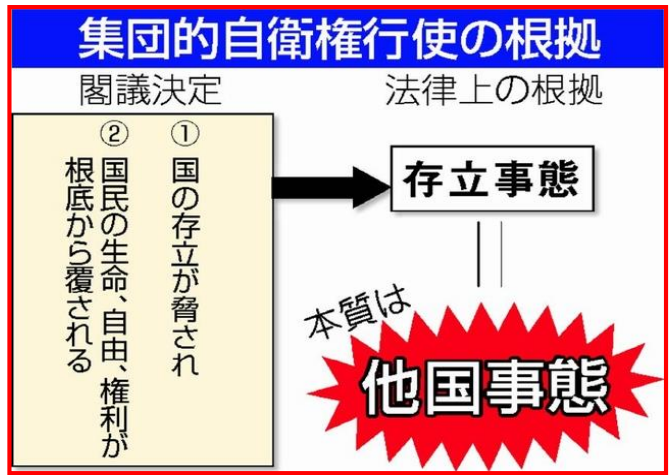 集団的自衛権行使の根拠
閣議決定
① 国の存立が脅され
② 国民の生命、自由、権利が
根底から覆される
法律上の根拠
存立事態
本質は
他国事態